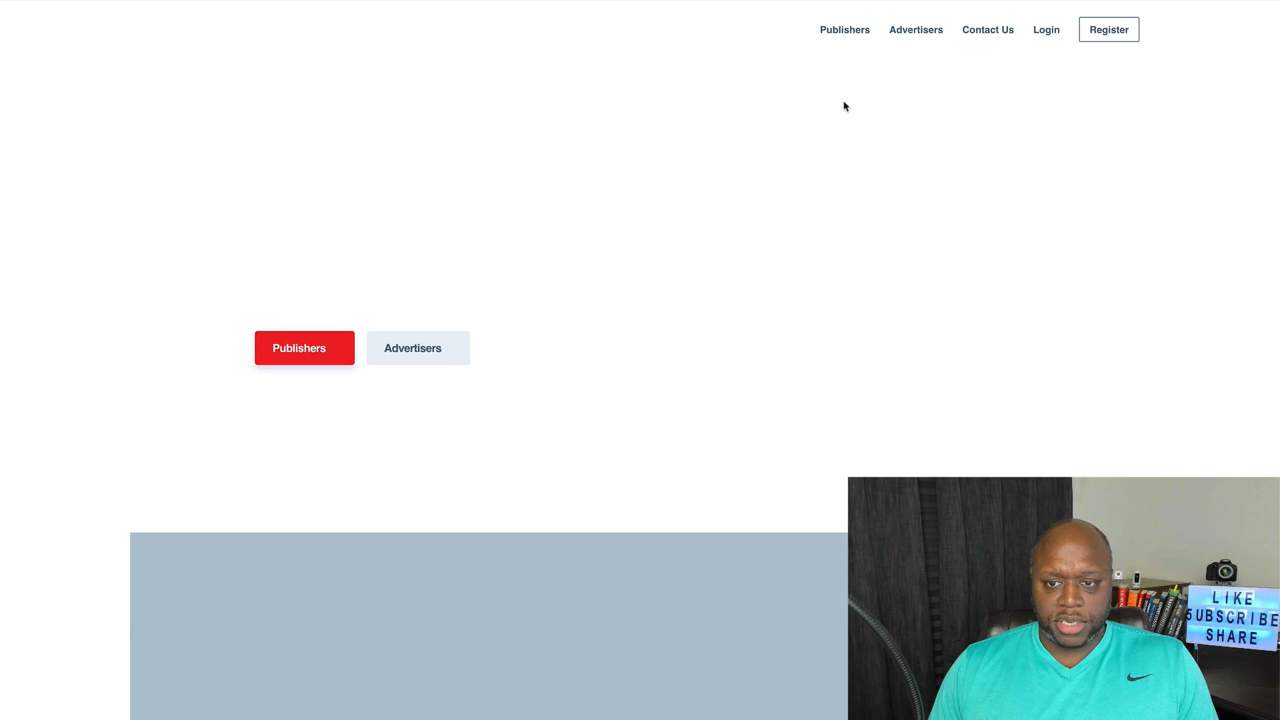 Publishers Advertisers Contact Us Login Register
Publishers Advertisers
LIKE
SUBSCRIBE
SHARE